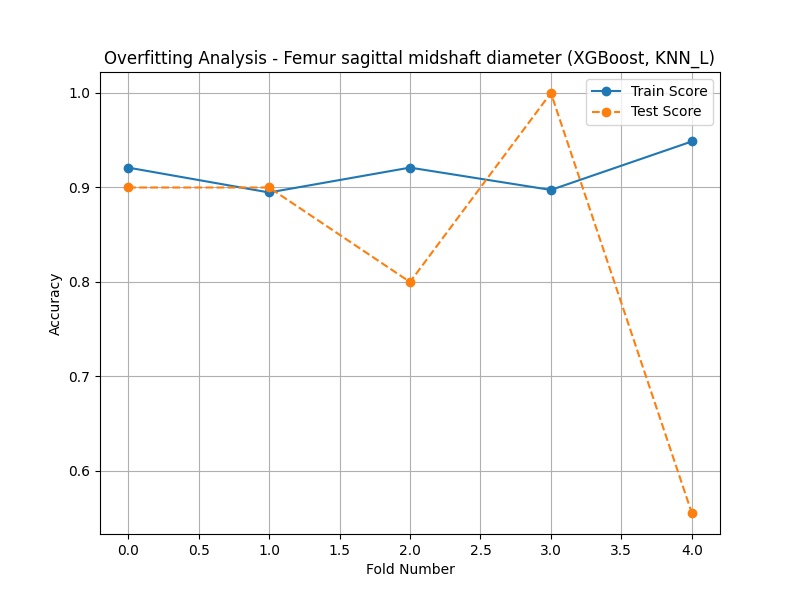 Overfitting Analysis - Femur sagittal midshaft diameter (XGBoost, KNN_L)
Train Score
Test Score
1.0
0.9
0.8
0.7
0.6
Accuracy
0.0 0.5 1.0 1.5 2.0 2.5 3.0 3.5 4.0
Fold Number